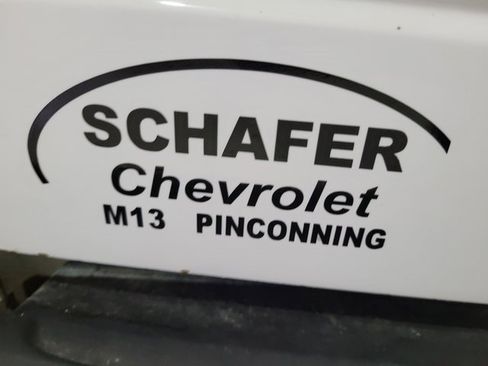 SCHAFER
Chevrolet
M13 PINCONNING